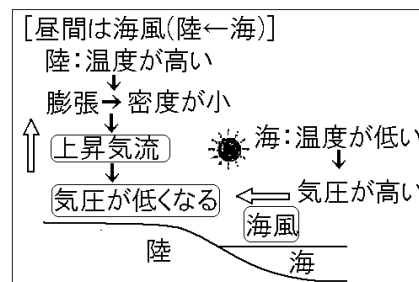 [昼間は海風(陸←海)]
陸:温度が高い
膨張→密度が小
上昇気流
海:温度が低い
気圧が低くなる
気圧が高い
海風
陸
海